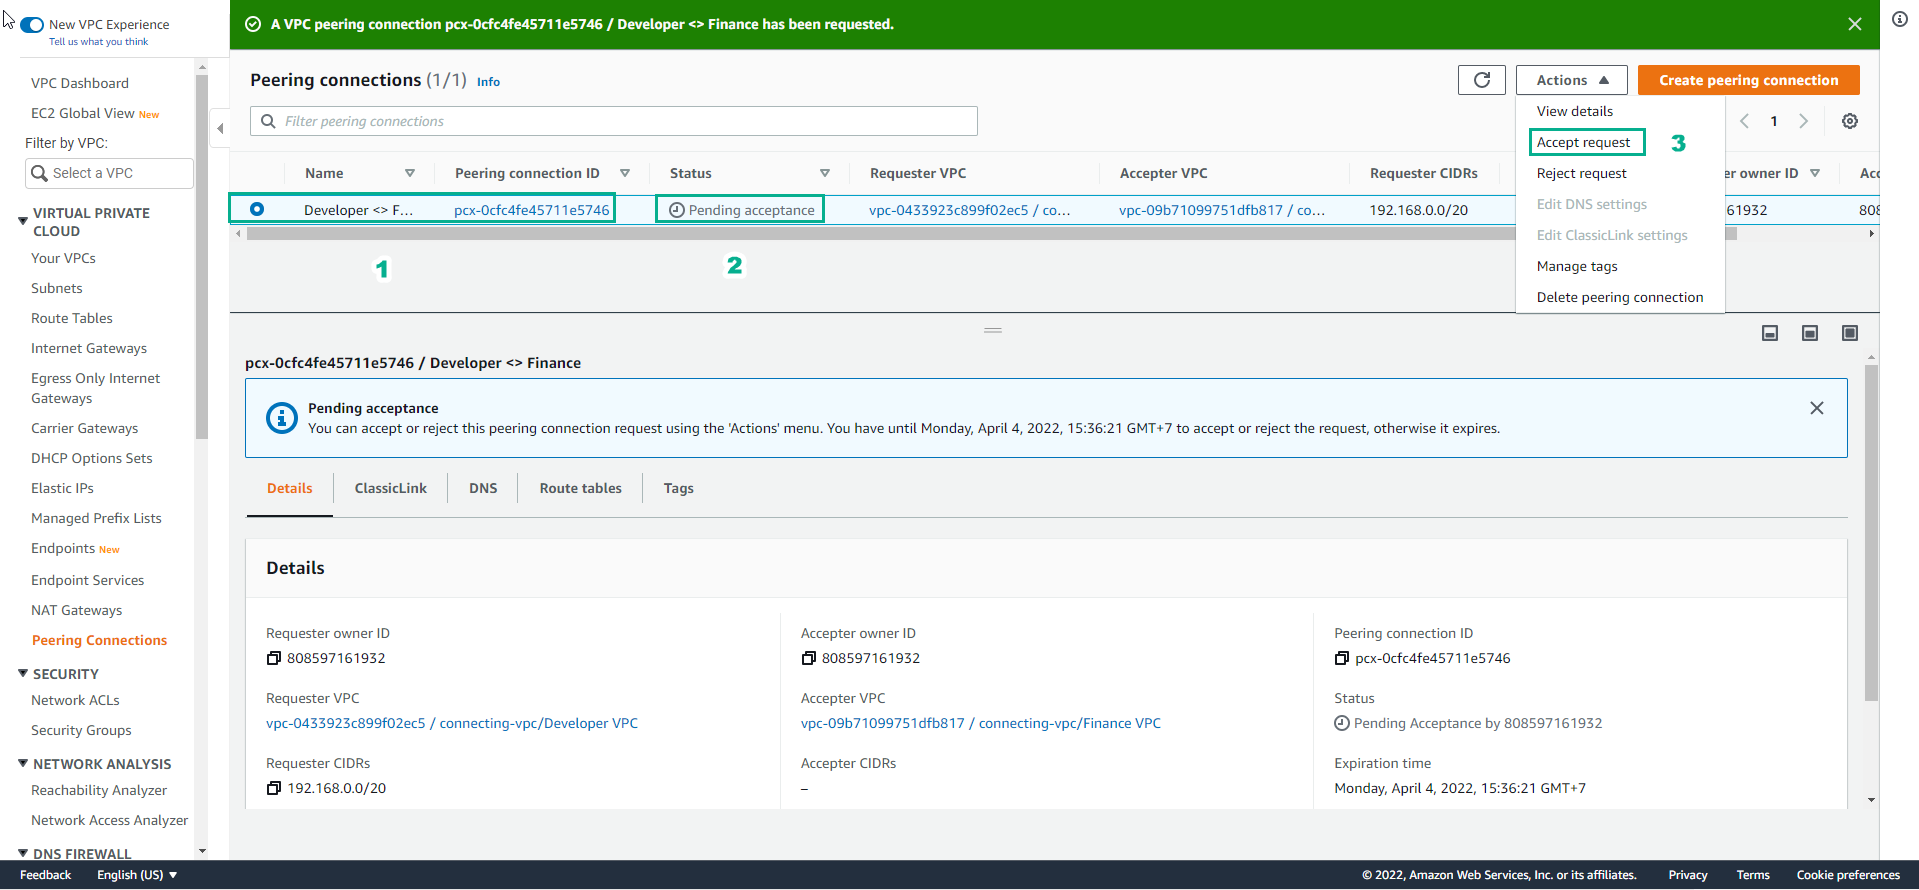 New VPC Experience
Tell us what you think
A VPC peering connection pcx-0cfc4fe45711e5746 / Developer <> Finance has been requested.
VPC Dashboard
EC2 Global View New
Filter by VPC:
Select a VPC
VIRTUAL PRIVATE
CLOUD
Your VPCs
Subnets
Route Tables
Internet Gateways
Egress Only Internet
Gateways
Carrier Gateways
DHCP Options Sets
Elastic IPs
Managed Prefix Lists
Endpoints New
Endpoint Services
NAT Gateways
Peering Connections
SECURITY
Network ACLs
Security Groups
NETWORK ANALYSIS
Reachability Analyzer
Network Access Analyzer
DNS FIREWALL
Peering connections (1/1) Info
Actions
Create peering connection
Filter peering connections
1
View details
Accept request
3
Reject request
Edit DNS settings
Edit ClassicLink settings
Manage tags
Delete peering connection
Name Peering connection ID Status Requester VPC Accepter VPC Requester CIDRs er owner ID Acc
Developer <> F... pcx-0cfc4fe45711e5746 Pending acceptance vpc-0433923c899f02ec5 / co... vpc-09b71099751dfb817 / co... 192.168.0.0/20 61932 808
1
2
pcx-0cfc4fe45711e5746 / Developer <> Finance
Pending acceptance
You can accept or reject this peering connection request using the 'Actions' menu. You have until Monday, April 4, 2022, 15:36:21 GMT+7 to accept or reject the request, otherwise it expires.
Details ClassicLink DNS Route tables Tags
Details
Requester owner ID
808597161932
Requester VPC
vpc-0433923c899f02ec5 / connecting-vpc/Developer VPC
Requester CIDRs
192.168.0.0/20
Accepter owner ID
808597161932
Accepter VPC
vpc-09b71099751dfb817 / connecting-vpc/Finance VPC
Accepter CIDRs
–
Peering connection ID
pcx-0cfc4fe45711e5746
Status
Pending Acceptance by 808597161932
Expiration time
Monday, April 4, 2022, 15:36:21 GMT+7
Feedback English (US) © 2022, Amazon Web Services, Inc. or its affiliates. Privacy Terms Cookie preferences